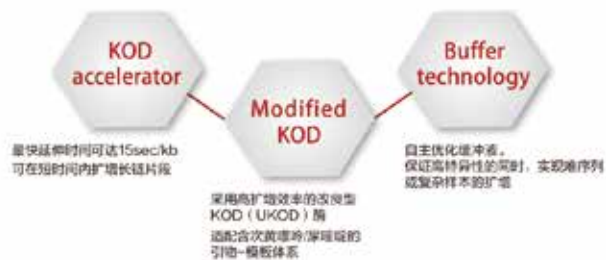 KOD
accelerator
最快延伸时间可达15sec/kb
可在短时间内扩增长链片段
Modified
KOD
采用高扩增效率的改良型
KOD（UKOD）酶
适配含次黄嘌呤/尿嘧啶的
引物-模板体系
Buffer
technology
自主优化缓冲液。
保证高特异性的同时，实现难序列
或复杂样本的扩增